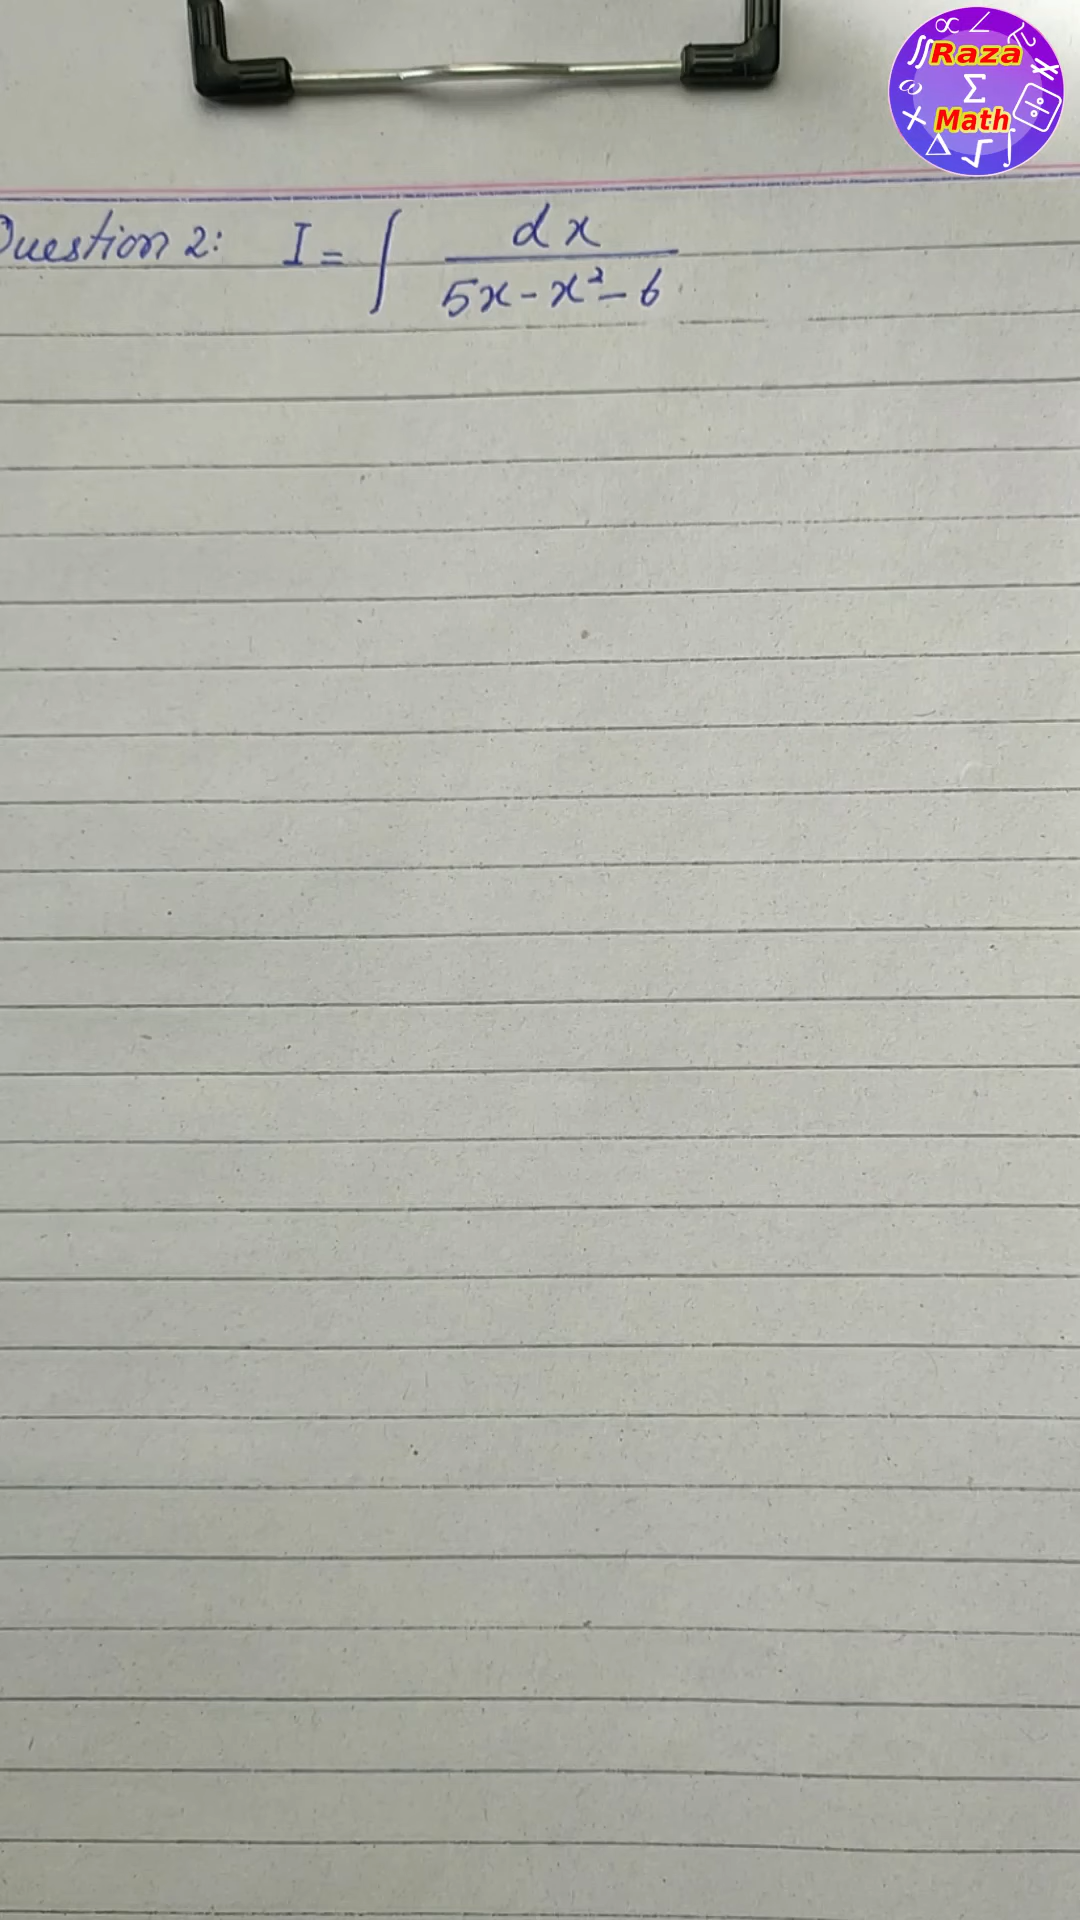 Raza
Σ
Math
Question 2: I = ∫ dx / (5x - x² - 6)